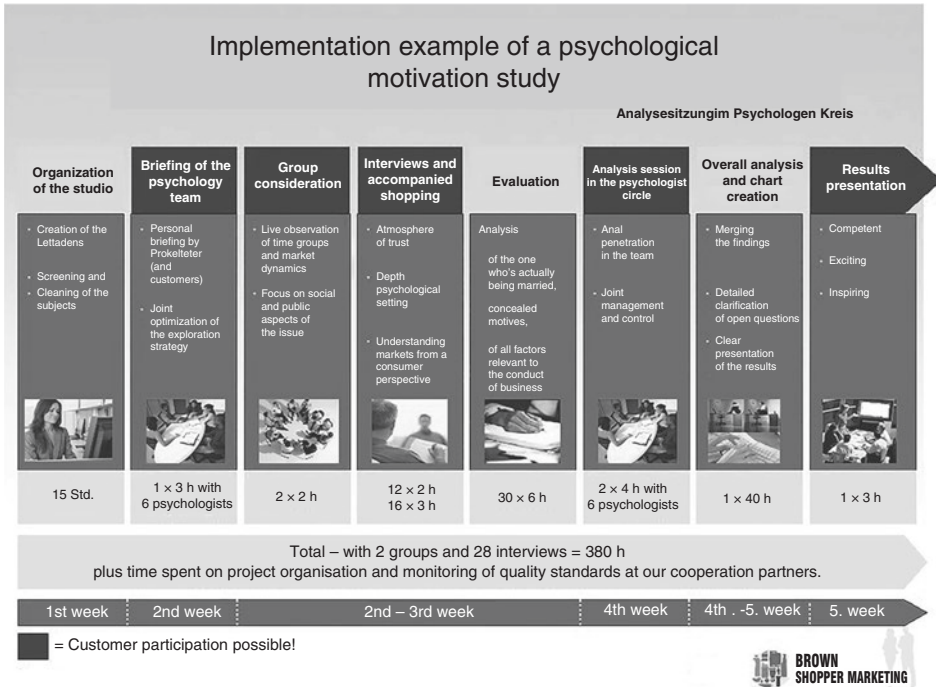 Implementation example of a psychological
motivation study
Analysesitzungim Psychologen Kreis
Organization
of the studio
Briefing of the
psychology
team
Group
consideration
Interviews and
accompanied
shopping
Evaluation
Analysis session
in the psychologist
circle
Overall analysis
and chart
creation
Results
presentation
• Creation of the
Lettadens
• Screening and
• Cleaning of the
subjects
• Personal
briefing by
Prokelteter
(and
customers)
• Joint
optimization of
the exploration
strategy
• Live observation
of time groups
and market
dynamics
• Focus on social
and public
aspects of
the issue
• Atmosphere
of trust
• Depth
psychological
setting
• Understanding
markets from a
consumer
perspective
Analysis
of the one
who's actually
being married,
concealed
motives,
of all factors
relevant to
the conduct
of business
• Anal
penetration
in the team
• Joint
management
and control
• Merging
the findings
• Detailed
clarification
of open questions
• Clear
presentation
of the results
• Competent
• Exciting
• Inspiring
15 Std.
1 × 3 h with
6 psychologists
2 × 2 h
12 × 2 h
16 × 3 h
30 × 6 h
2 × 4 h with
6 psychologists
1 × 40 h
1 × 3 h
Total – with 2 groups and 28 interviews = 380 h
plus time spent on project organisation and monitoring of quality standards at our cooperation partners.
1st week
2nd week
2nd – 3rd week
4th week
4th . -5. week
5. week
= Customer participation possible!
BROWN
SHOPPER MARKETING